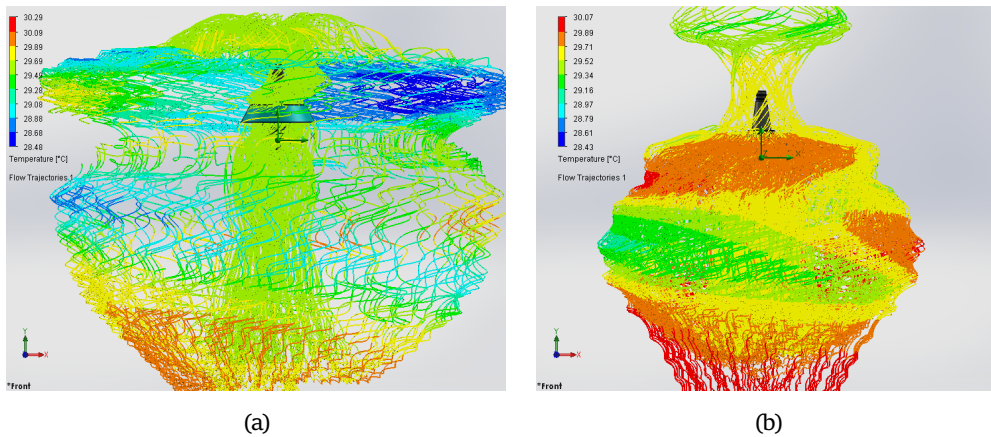 30.29
30.09
29.89
29.69
29.49
29.28
29.08
28.88
28.68
28.48
Temperature [°C]
Flow Trajectories 1
Y
X
Y
X
*Front
(a)
30.07
29.89
29.71
29.52
29.34
29.16
28.97
28.79
28.61
28.43
Temperature [°C]
Flow Trajectories 1
X
Y
X
*Front
(b)